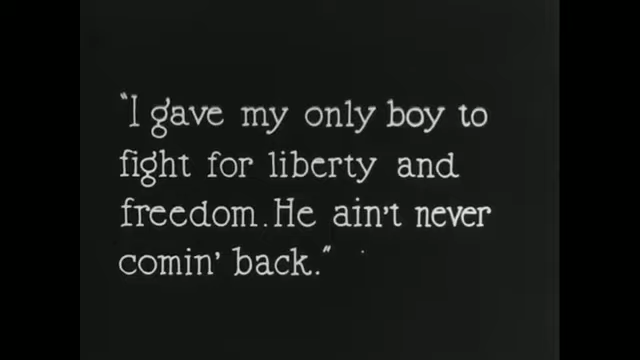 "I gave my only boy to
fight for liberty and
freedom. He ain't never
comin' back."